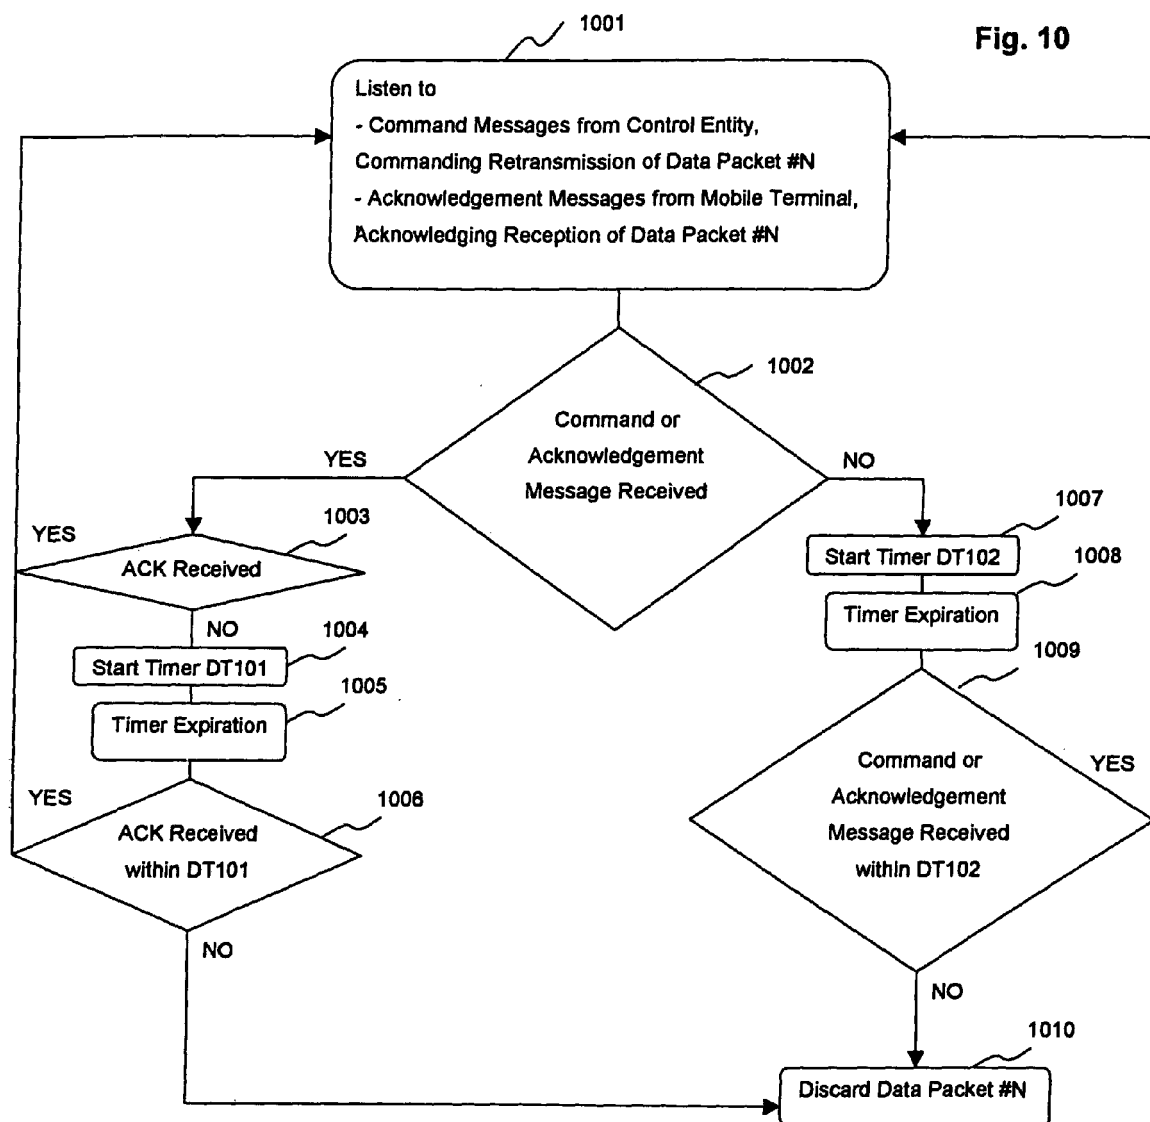 1001
Fig. 10
Listen to
- Command Messages from Control Entity,
Commanding Retransmission of Data Packet #N
- Acknowledgement Messages from Mobile Terminal,
Acknowledging Reception of Data Packet #N
1002
Command or
Acknowledgement
Message Received
YES
NO
1003
YES
ACK Received
NO
1004
Start Timer DT101
1005
Timer Expiration
YES
1006
ACK Received
within DT101
NO
1007
Start Timer DT102
1008
Timer Expiration
1009
Command or
Acknowledgement
Message Received
within DT102
YES
NO
1010
Discard Data Packet #N